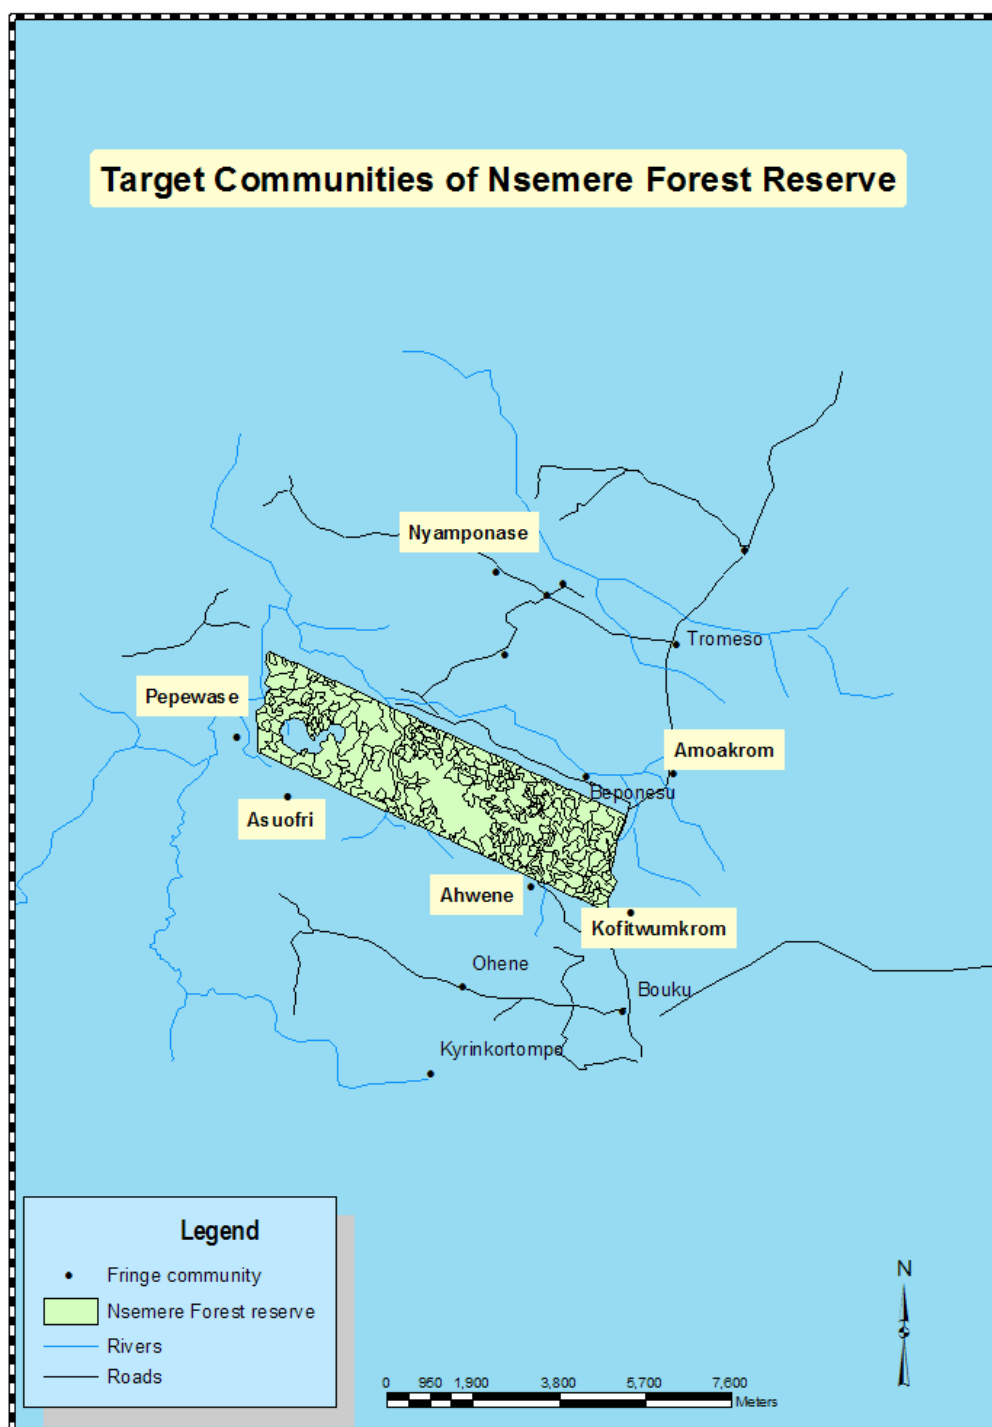 Target Communities of Nsemere Forest Reserve
Nyamponase
Tromeso
Pepewase
Amoakrom
Beponesu
Asuofri
Ahwene
Kofitwumkrom
Ohene
Bouku
Kyrinkortompo
Legend
Fringe community
Nsemere Forest reserve
Rivers
Roads
N
0 950 1,900 3,800 5,700 7,600
Meters